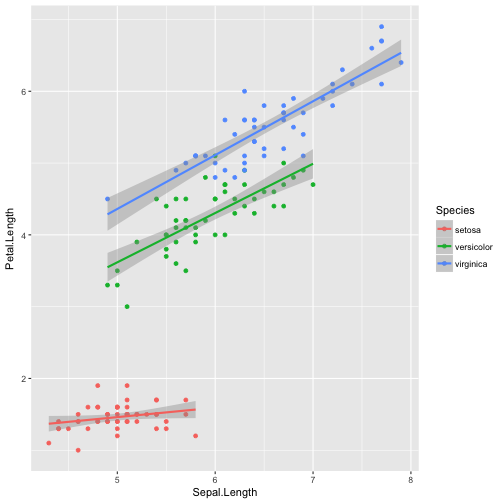 6
4
2
Petal.Length
5
6
7
8
Sepal.Length
Species
setosa
versicolor
virginica